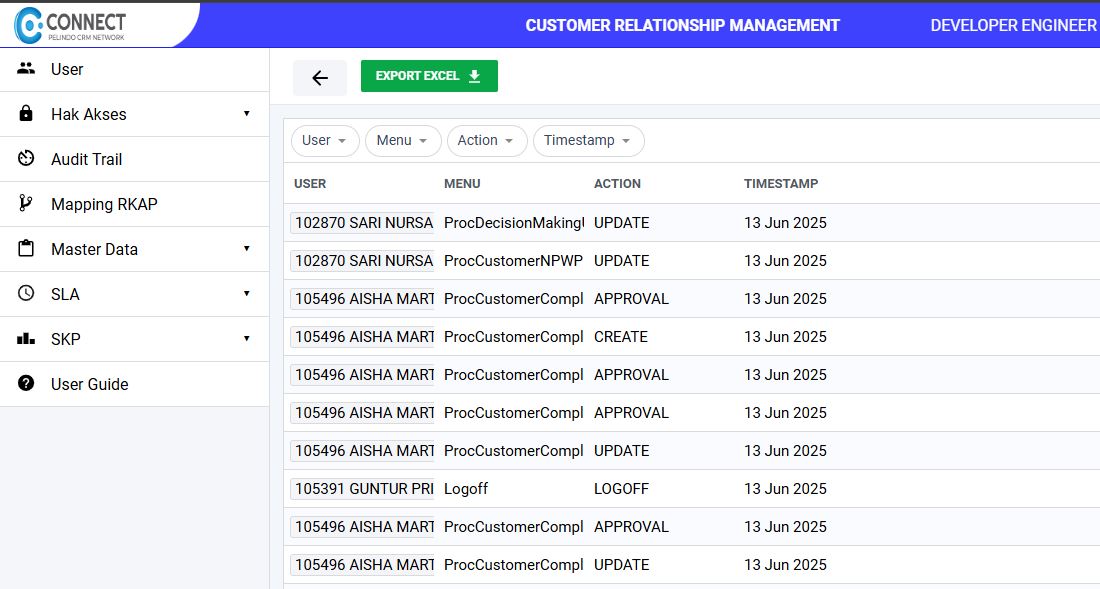 CONNECT
PELINDO CRM NETWORK
CUSTOMER RELATIONSHIP MANAGEMENT
DEVELOPER ENGINEER
User
Hak Akses
Audit Trail
Mapping RKAP
Master Data
SLA
SKP
User Guide
EXPORT EXCEL
User Menu Action Timestamp
USER MENU ACTION TIMESTAMP
102870 SARI NURSA ProcDecisionMaking UPDATE 13 Jun 2025
102870 SARI NURSA ProcCustomerNPWP UPDATE 13 Jun 2025
105496 AISHA MART ProcCustomerCompl APPROVAL 13 Jun 2025
105496 AISHA MART ProcCustomerCompl CREATE 13 Jun 2025
105496 AISHA MART ProcCustomerCompl APPROVAL 13 Jun 2025
105496 AISHA MART ProcCustomerCompl APPROVAL 13 Jun 2025
105496 AISHA MART ProcCustomerCompl UPDATE 13 Jun 2025
105391 GUNTUR PRI Logoff LOGOFF 13 Jun 2025
105496 AISHA MART ProcCustomerCompl APPROVAL 13 Jun 2025
105496 AISHA MART ProcCustomerCompl UPDATE 13 Jun 2025